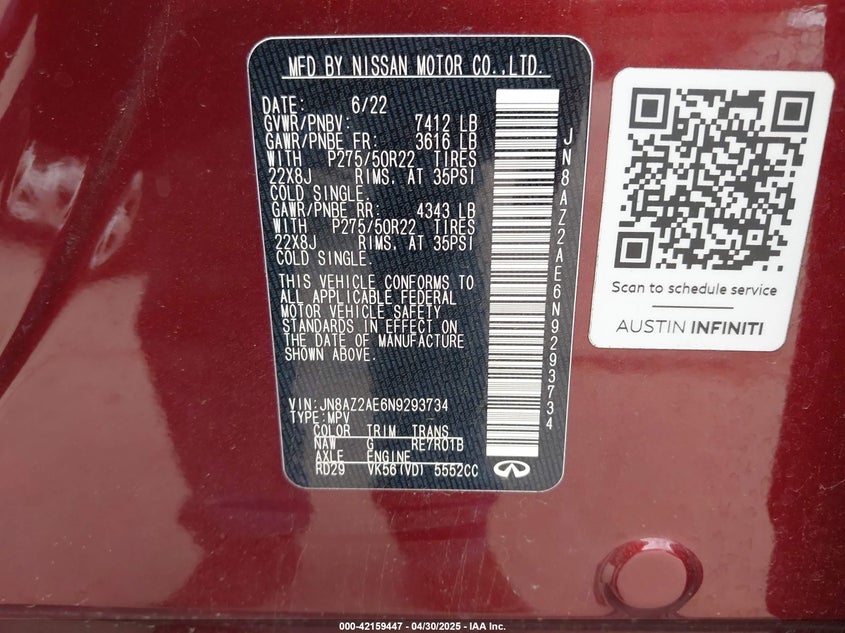 MFD BY NISSAN MOTOR CO.,LTD.
DATE: 6/22
GVWR/PNBV: 7412 LB
GAWR/PNBE FR: 3616 LB
WITH P275/50R22 TIRES
22X8J RIMS, AT 35PSI
COLD SINGLE.
GAWR/PNBE RR: 4343 LB
WITH P275/50R22 TIRES
22X8J RIMS, AT 35PSI
COLD SINGLE.
THIS VEHICLE CONFORMS TO
ALL APPLICABLE FEDERAL
MOTOR VEHICLE SAFETY
STANDARDS IN EFFECT ON
THE DATE OF MANUFACTURE
SHOWN ABOVE.
VIN:JN8AZ2AE6N9293734
TYPE:MPV
COLOR TRIM TRANS
NAW G RE7R01B
AXLE ENGINE
RD29 VK56(VD) 5552CC
JN8AZ2AE6N9293734
Scan to schedule service
AUSTIN INFINITI
000-42159447 - 04/30/2025 - IAA Inc.